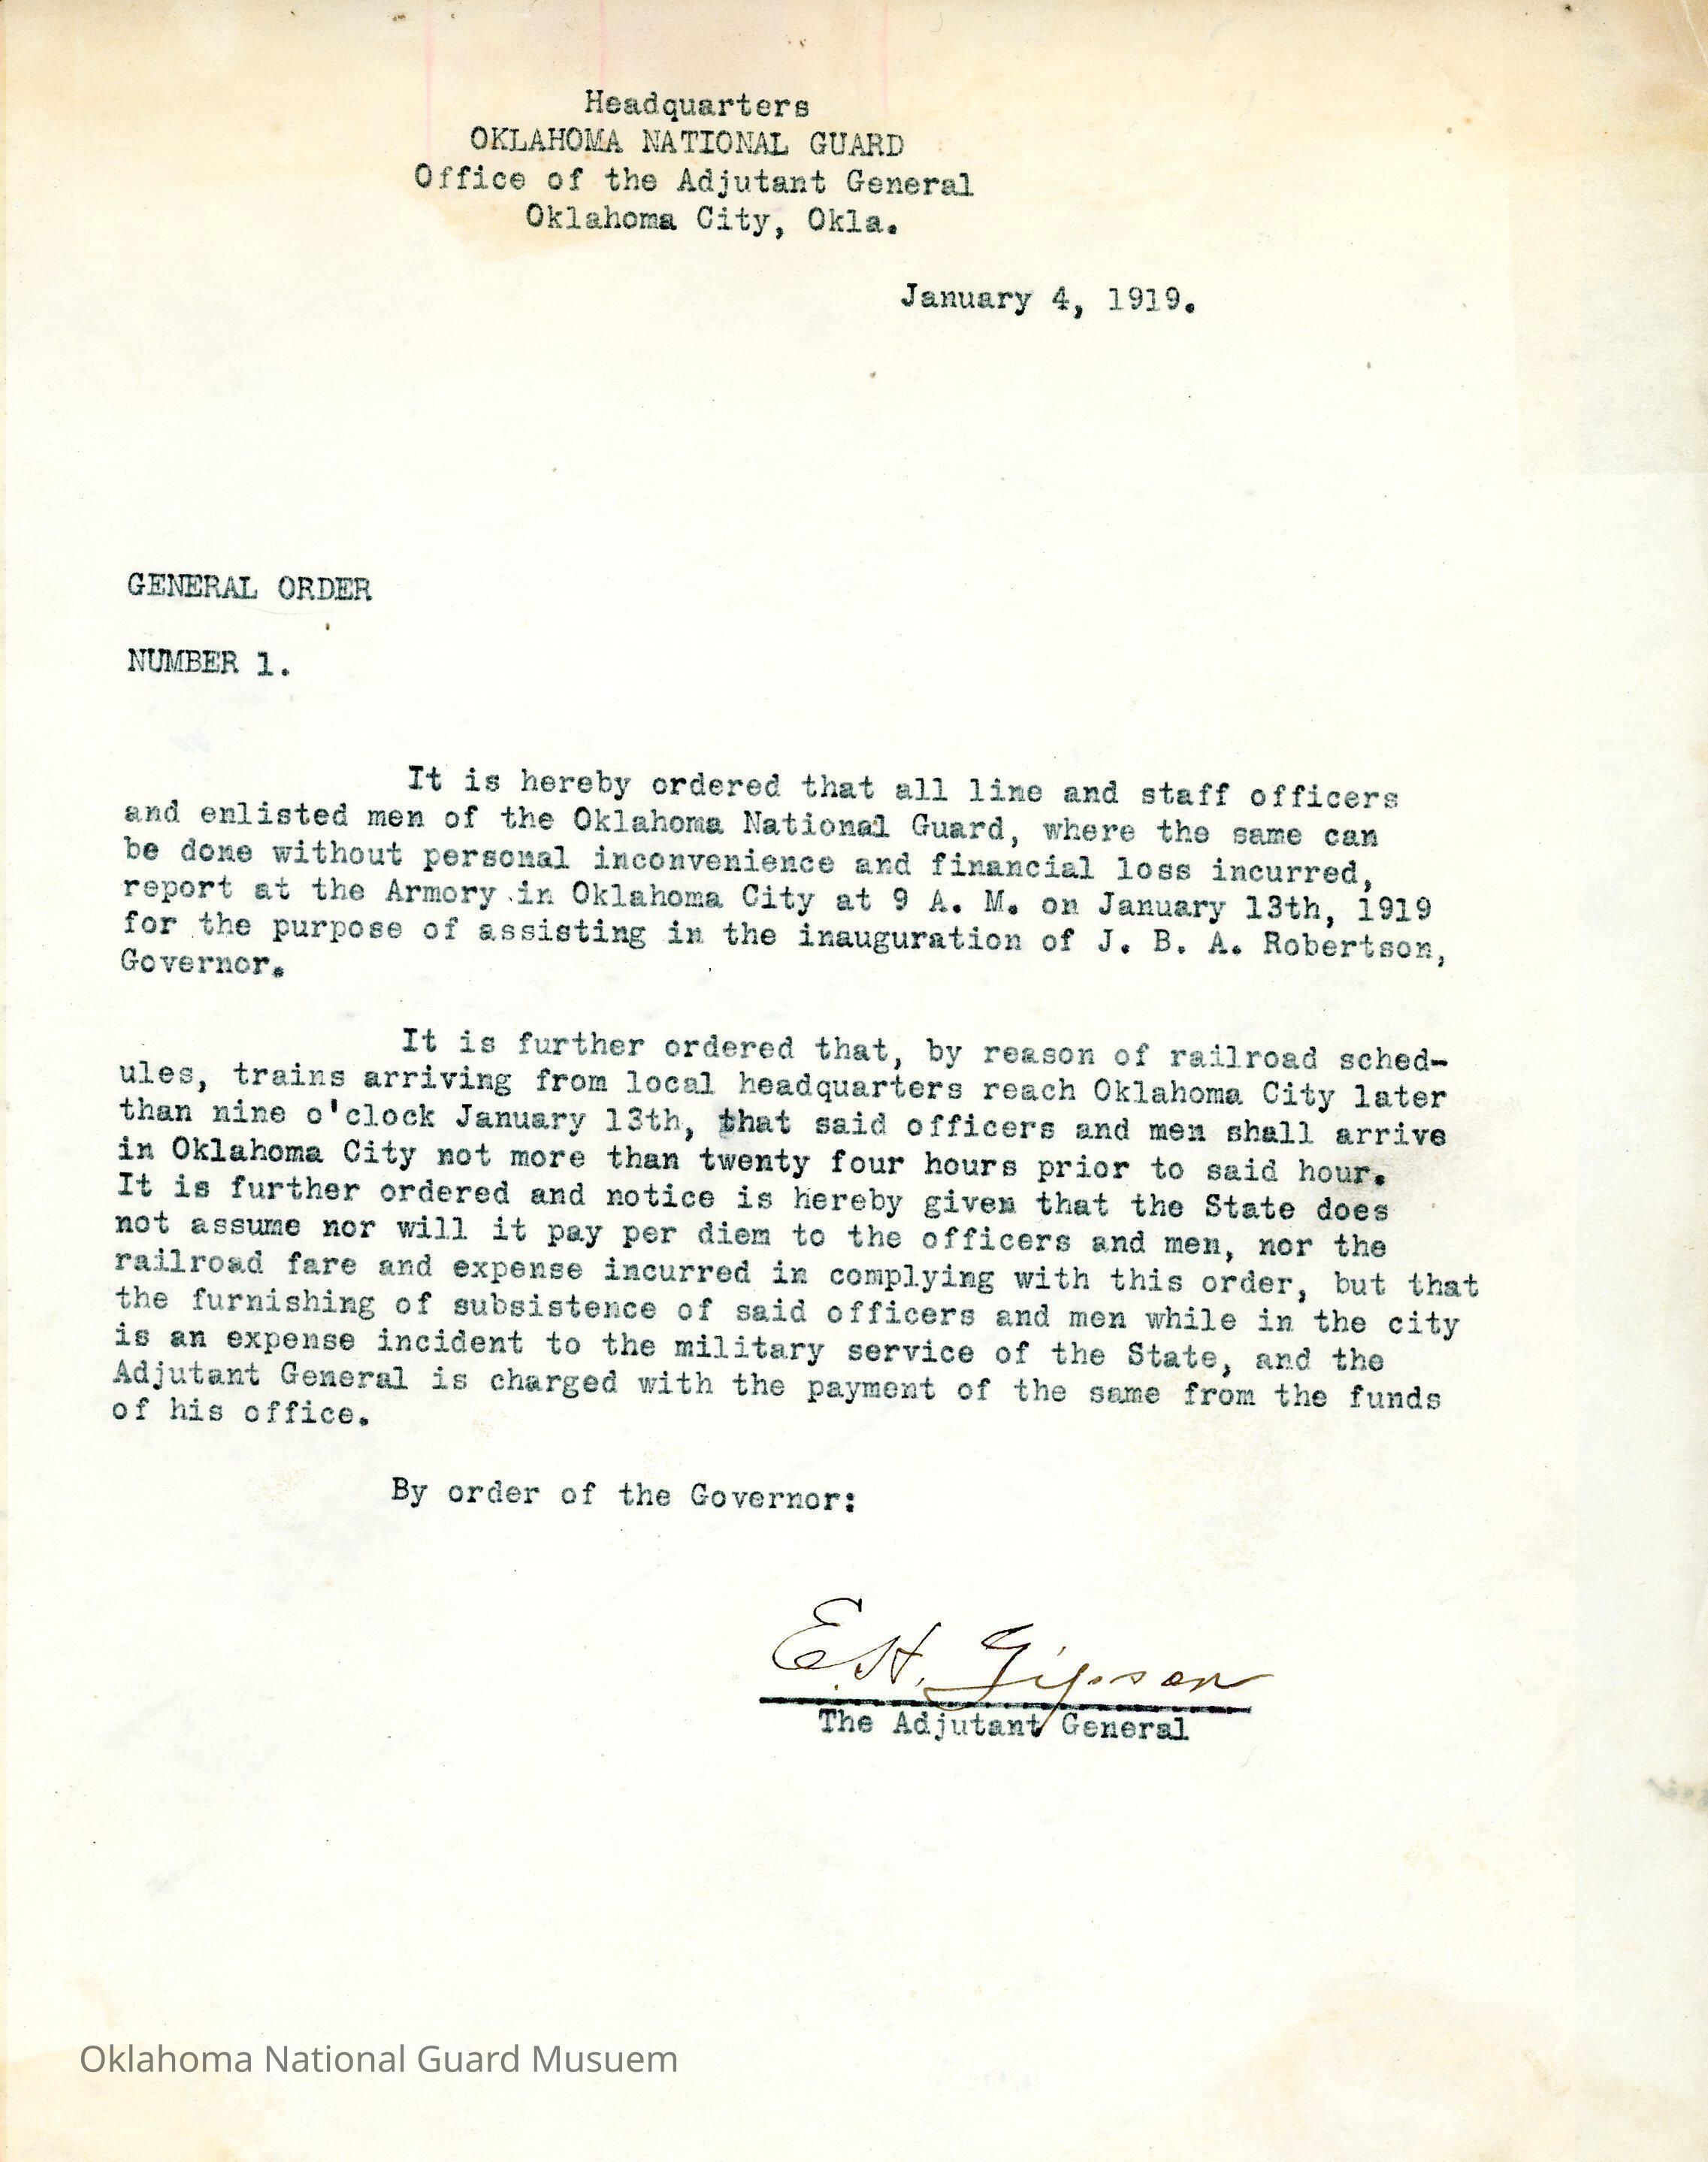 Headquarters
OKLAHOMA NATIONAL GUARD
Office of the Adjutant General
Oklahoma City, Okla.
January 4, 1919.
GENERAL ORDER
NUMBER 1.
It is hereby ordered that all line and staff officers
and enlisted men of the Oklahoma National Guard, where the same can
be done without personal inconvenience and financial loss incurred,
report at the Armory in Oklahoma City at 9 A. M. on January 13th, 1919
for the purpose of assisting in the inauguration of J. B. A. Robertson,
Governor.
It is further ordered that, by reason of railroad sched-
ules, trains arriving from local headquarters reach Oklahoma City later
than nine o'clock January 13th, that said officers and men shall arrive
in Oklahoma City not more than twenty four hours prior to said hour.
It is further ordered and notice is hereby given that the State does
not assume nor will it pay per diem to the officers and men, nor the
railroad fare and expense incurred in complying with this order, but that
the furnishing of subsistence of said officers and men while in the city
is an expense incident to the military service of the State, and the
Adjutant General is charged with the payment of the same from the funds
of his office.
By order of the Governor:
E.H. Gipson
The Adjutant General
Oklahoma National Guard Musuem